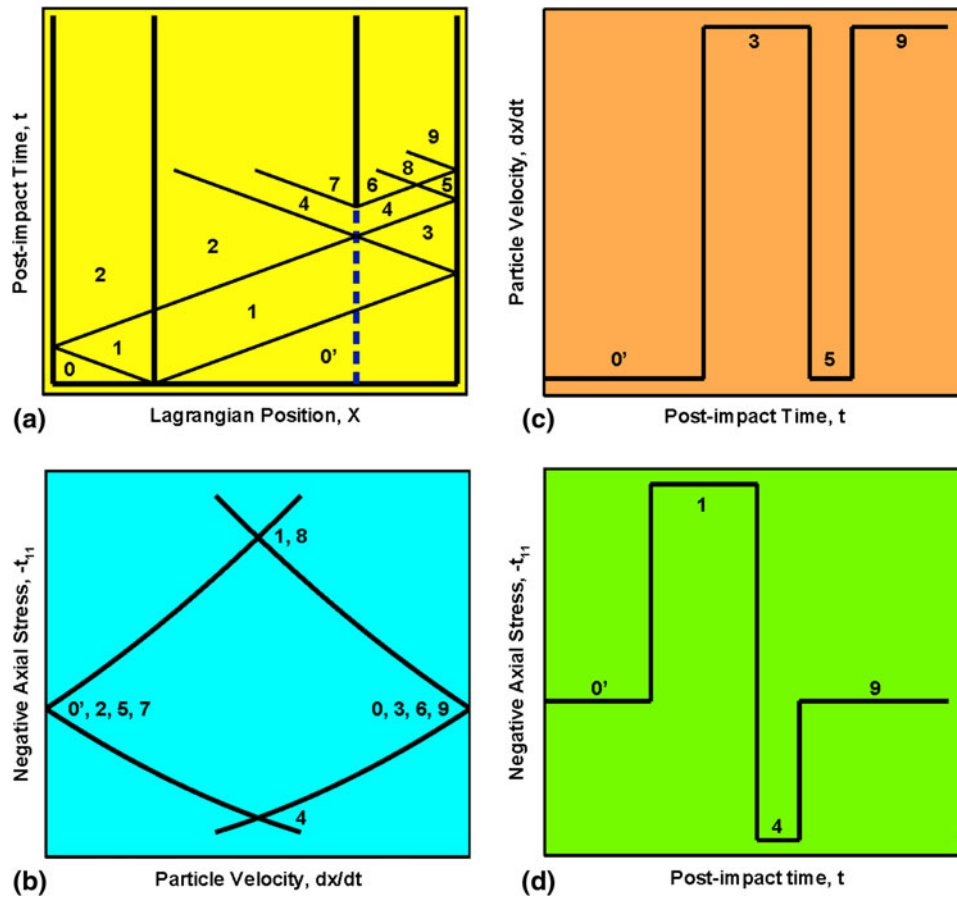 Post-impact Time, t
9
8
7 6 5
4 4
3
2
2
1
1
0'
0
(a) Lagrangian Position, X
Particle Velocity, dx/dt
3 9
0' 5
(c) Post-impact Time, t
Negative Axial Stress, -t11
1, 8
0', 2, 5, 7 0, 3, 6, 9
4
(b) Particle Velocity, dx/dt
Negative Axial Stress, -t11
1
0' 9
4
(d) Post-impact time, t